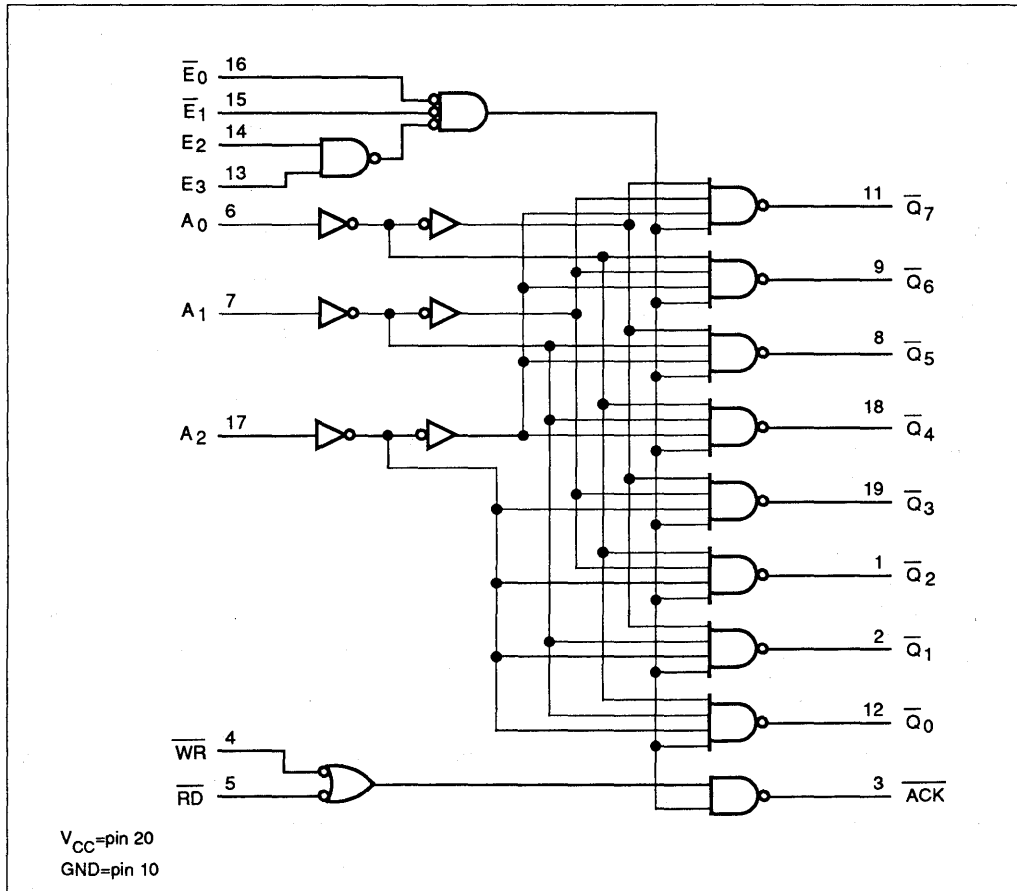 E̅0 16
E̅1 15
E2 14
E3 13
A0 6
A1 7
A2 17
W̅R̅ 4
R̅D̅ 5
11 Q̅7
9 Q̅6
8 Q̅5
18 Q̅4
19 Q̅3
1 Q̅2
2 Q̅1
12 Q̅0
3 A̅C̅K̅
VCC=pin 20
GND=pin 10